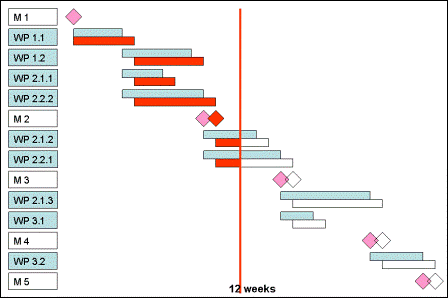 M 1
WP 1.1
WP 1.2
WP 2.1.1
WP 2.2.2
M 2
WP 2.1.2
WP 2.2.1
M 3
WP 2.1.3
WP 3.1
M 4
WP 3.2
M 5
12 weeks